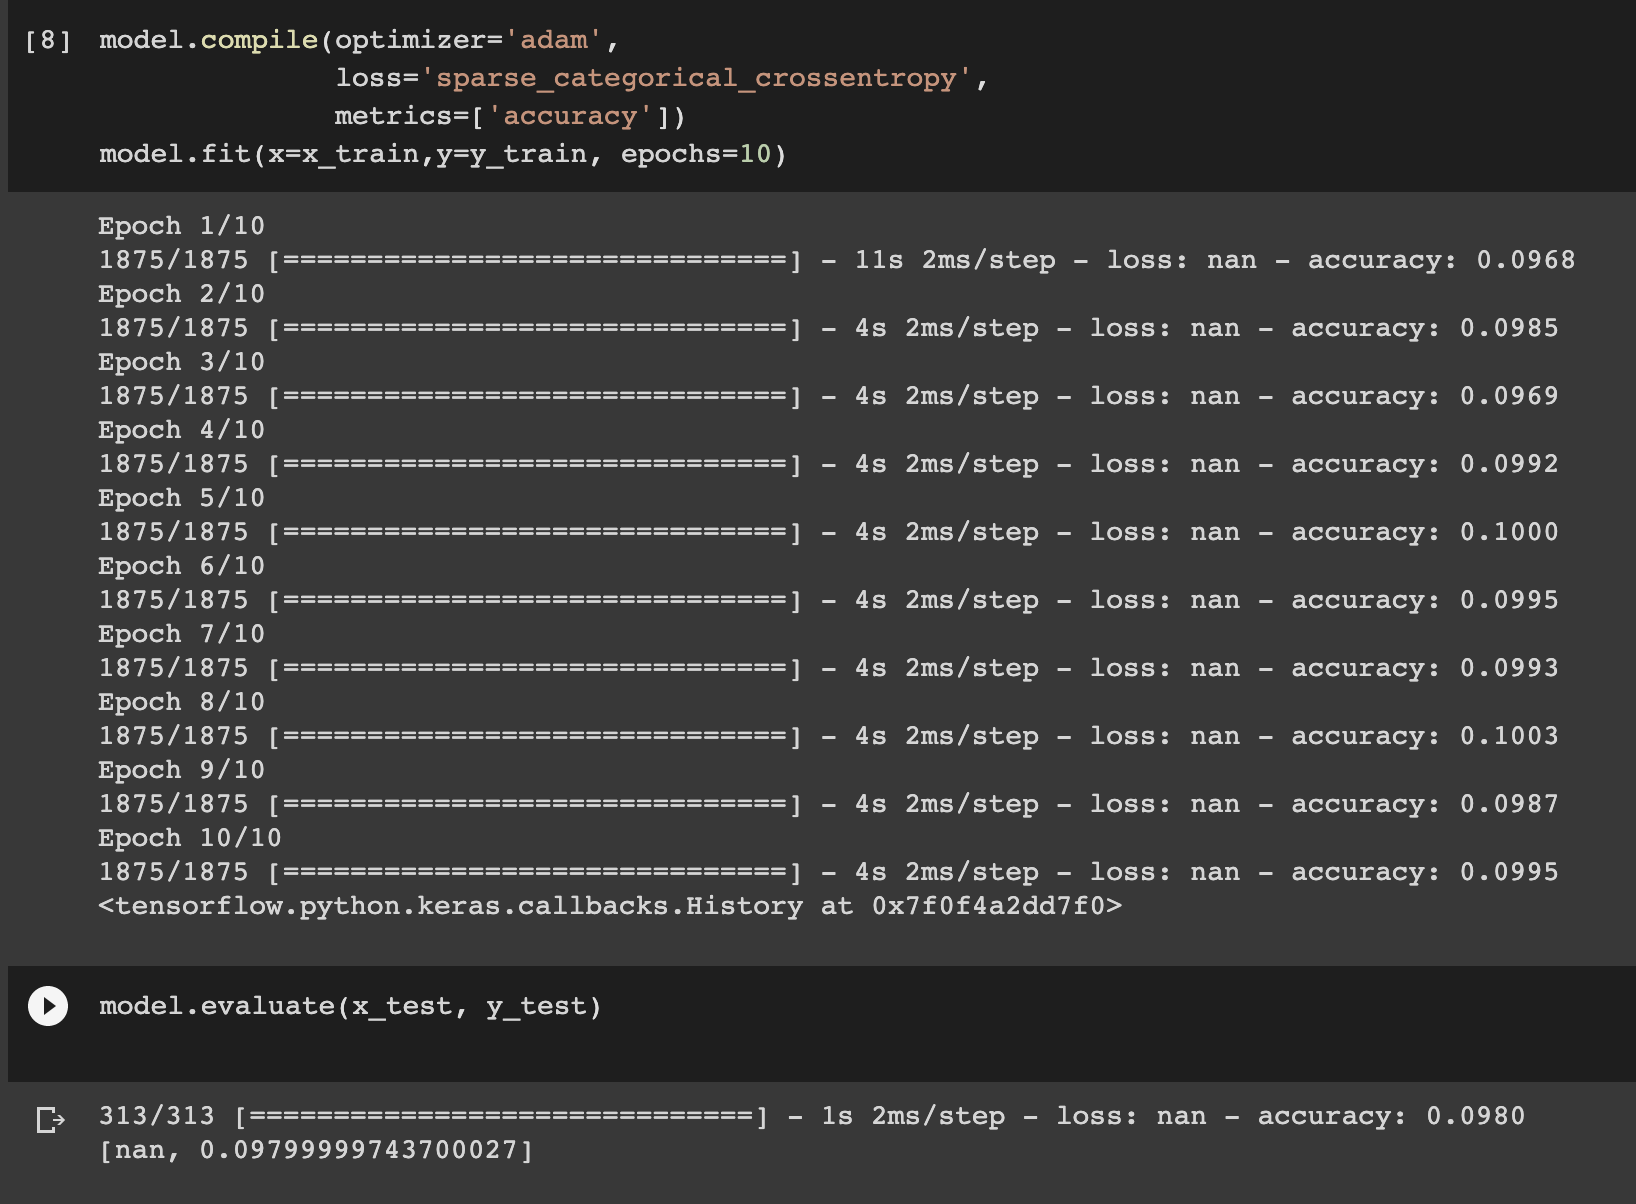 [8] model.compile(optimizer='adam',
loss='sparse_categorical_crossentropy',
metrics=['accuracy'])
model.fit(x=x_train,y=y_train, epochs=10)
Epoch 1/10
1875/1875 [==============================] - 11s 2ms/step - loss: nan - accuracy: 0.0968
Epoch 2/10
1875/1875 [==============================] - 4s 2ms/step - loss: nan - accuracy: 0.0985
Epoch 3/10
1875/1875 [==============================] - 4s 2ms/step - loss: nan - accuracy: 0.0969
Epoch 4/10
1875/1875 [==============================] - 4s 2ms/step - loss: nan - accuracy: 0.0992
Epoch 5/10
1875/1875 [==============================] - 4s 2ms/step - loss: nan - accuracy: 0.1000
Epoch 6/10
1875/1875 [==============================] - 4s 2ms/step - loss: nan - accuracy: 0.0995
Epoch 7/10
1875/1875 [==============================] - 4s 2ms/step - loss: nan - accuracy: 0.0993
Epoch 8/10
1875/1875 [==============================] - 4s 2ms/step - loss: nan - accuracy: 0.1003
Epoch 9/10
1875/1875 [==============================] - 4s 2ms/step - loss: nan - accuracy: 0.0987
Epoch 10/10
1875/1875 [==============================] - 4s 2ms/step - loss: nan - accuracy: 0.0995
<tensorflow.python.keras.callbacks.History at 0x7f0f4a2dd7f0>
model.evaluate(x_test, y_test)
313/313 [==============================] - 1s 2ms/step - loss: nan - accuracy: 0.0980
[nan, 0.09799999743700027]